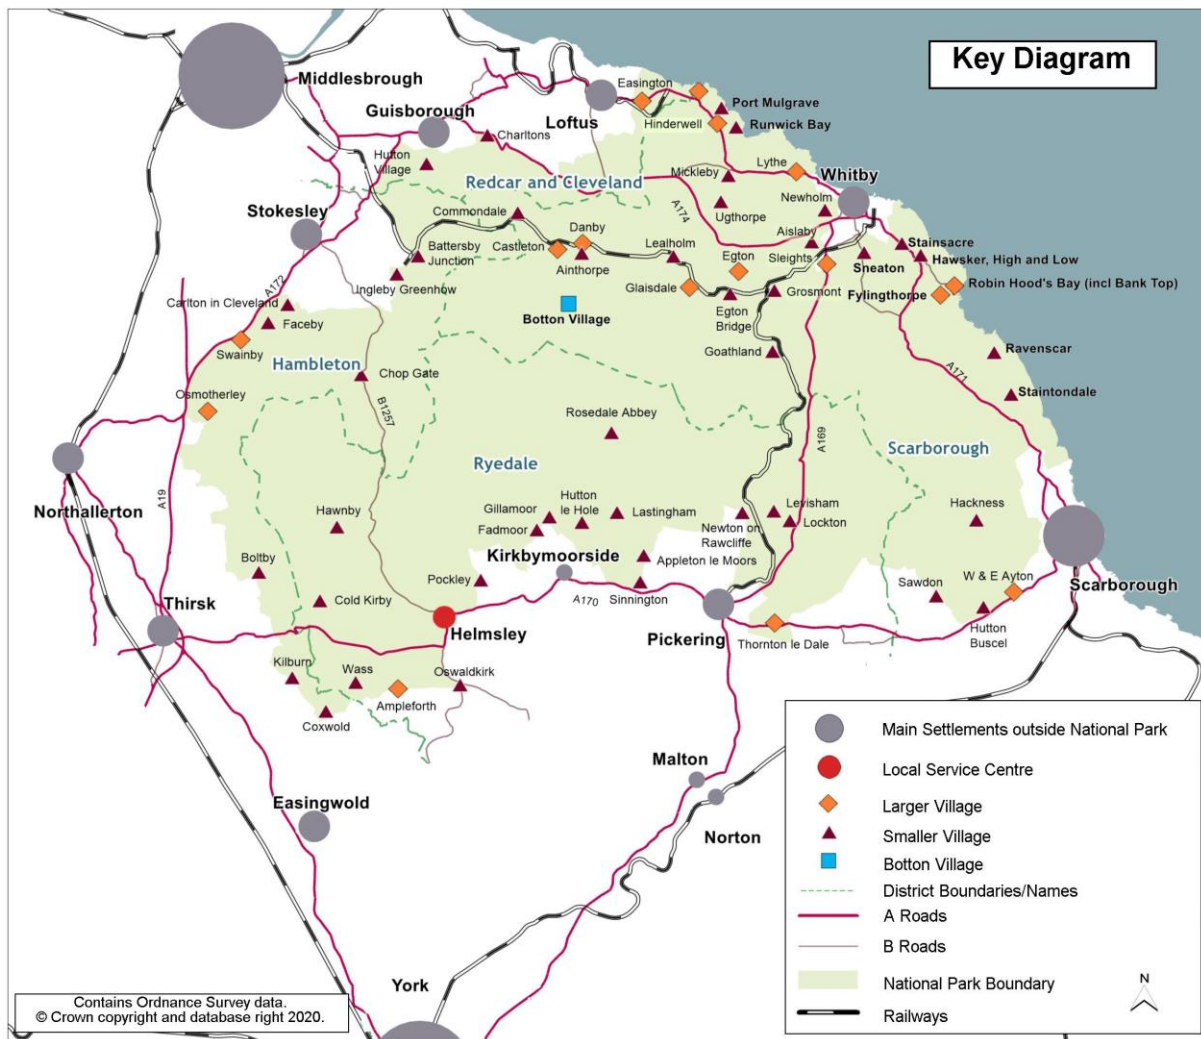 Key Diagram
Middlesbrough
Easington
Guisborough
Loftus
Port Mulgrave
Hinderwell
Runwick Bay
Charltons
Hutton
Village
Redcar and Cleveland
Mickleby
Lythe
Whitby
Stokesley
Commondale
Ugthorpe
Newholm
A174
Battersby
Junction
Castleton
Danby
Ainthorpe
Lealholm
Egton
Aislaby
Sleights
Stainsacre
Sneaton
Hawsker, High and Low
A172
Ingleby Greenhow
Glaisdale
Grosmont
Fylingthorpe
Robin Hood's Bay (incl Bank Top)
Carlton in Cleveland
Faceby
Botton Village
Egton
Bridge
Swainby
Hambleton
Goathland
Ravenscar
Chop Gate
A171
Osmotherley
B1257
Staintondale
Rosedale Abbey
A169
Scarborough
Ryedale
A19
Northallerton
Hawnby
Gillamoor
Hutton
le Hole
Fadmoor
Lastingham
Newton on
Rawcliffe
Levisham
Lockton
Hackness
Kirkbymoorside
Boltby
Pockley
Appleton le Moors
Scarborough
Thirsk
Cold Kirby
A170
Sinnington
Sawdon
W & E Ayton
Helmsley
Pickering
Thornton le Dale
Hutton
Buscel
Kilburn
Wass
Oswaldkirk
Ampleforth
Coxwold
Malton
Easingwold
Norton
York
Main Settlements outside National Park
Local Service Centre
Larger Village
Smaller Village
Botton Village
District Boundaries/Names
A Roads
B Roads
National Park Boundary
Railways
N
Contains Ordnance Survey data.
© Crown copyright and database right 2020.